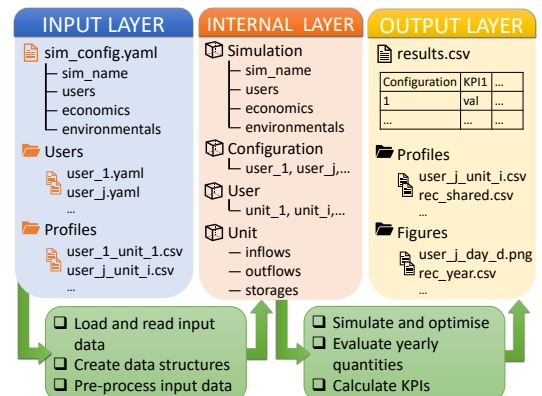 INPUT LAYER
sim_config.yaml
sim_name
users
economics
environmentals
Users
user_1.yaml
user_j.yaml
...
Profiles
user_1_unit_1.csv
user_j_unit_i.csv
...
INTERNAL LAYER
Simulation
sim_name
users
economics
environmentals
Configuration
user_1, user_j,...
User
unit_1, unit_i,...
Unit
— inflows
— outflows
— storages
OUTPUT LAYER
results.csv
Configuration KPI1 ...
1 val ...
... ... ...
Profiles
user_j_unit_i.csv
rec_shared.csv
...
Figures
user_j_day_d.png
rec_year.csv
...
Load and read input
data
Create data structures
Pre-process input data
Simulate and optimise
Evaluate yearly
quantities
Calculate KPIs